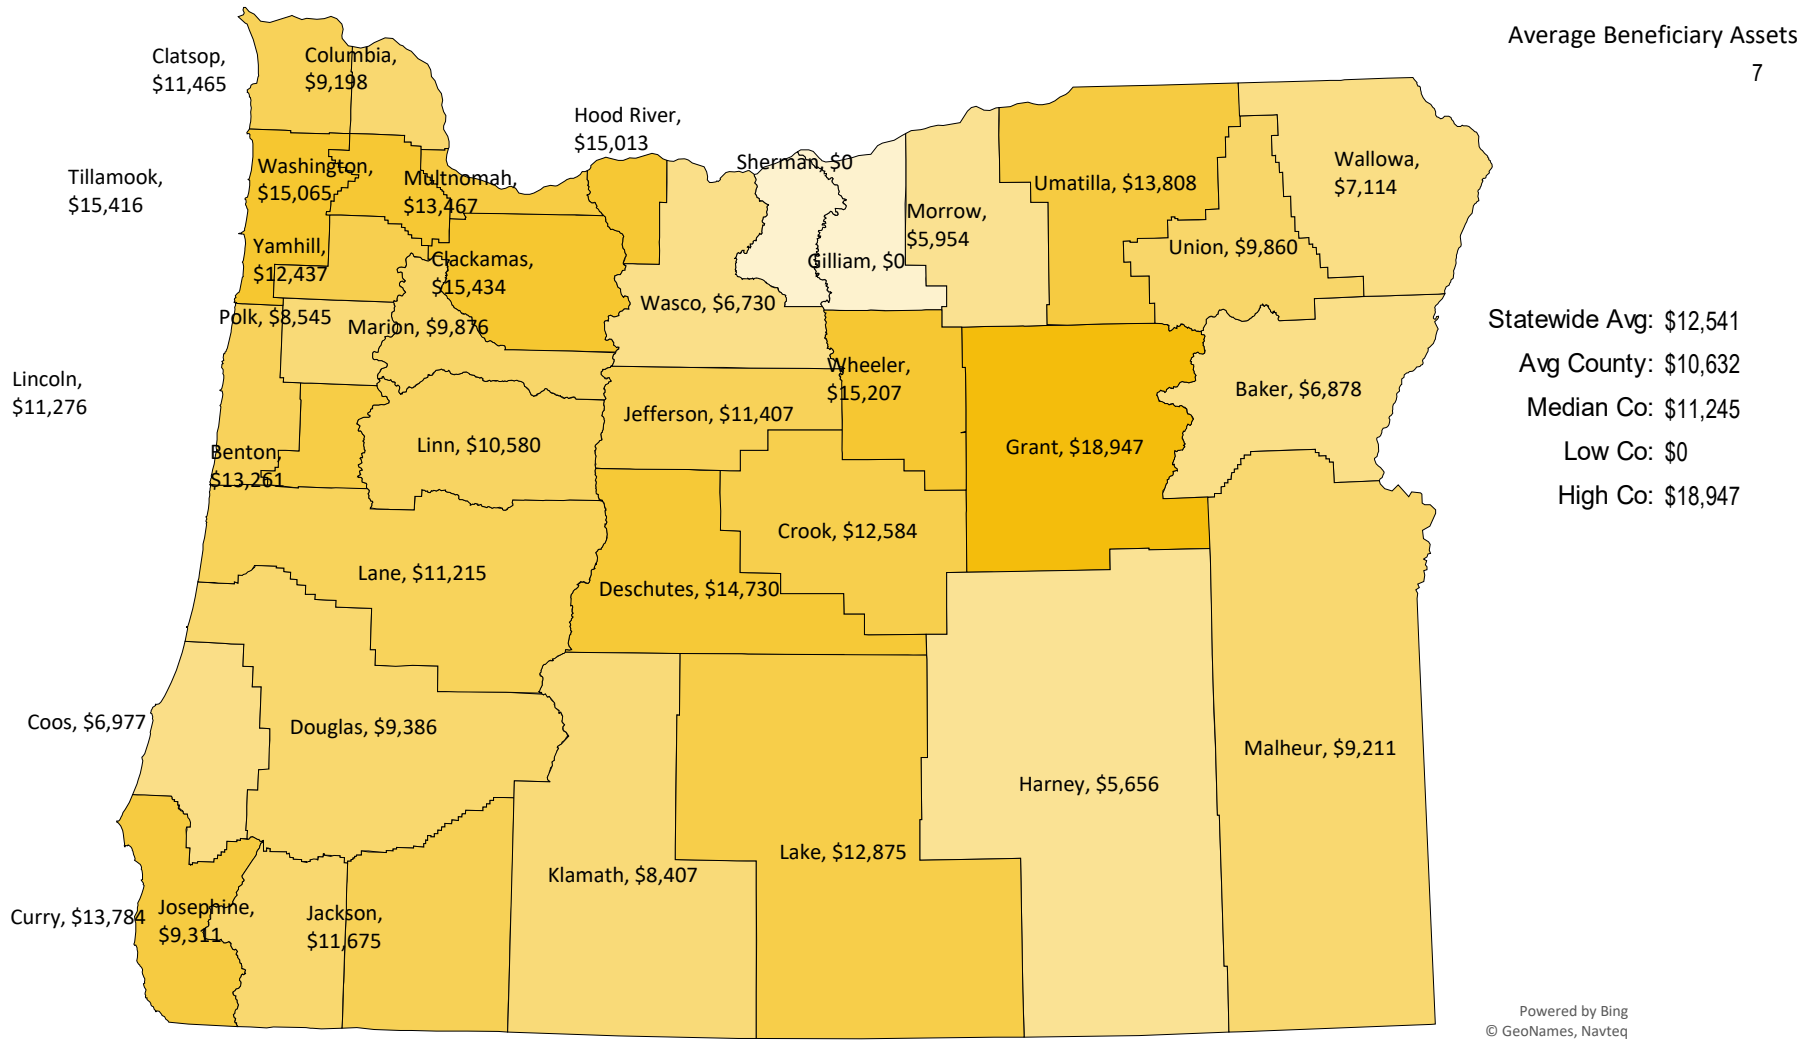 Average Beneficiary Assets
7
Clatsop,
$11,465
Columbia,
$9,198
Hood River,
$15,013
Tillamook,
$15,416
Washington,
$15,065
Multnomah,
$13,467
Sherman, $0
Umatilla, $13,808
Wallowa,
$7,114
Morrow,
$5,954
Yamhill,
$12,437
Clackamas,
$15,434
Gilliam, $0
Union, $9,860
Polk, $8,545
Marion, $9,876
Wasco, $6,730
Statewide Avg: $12,541
Avg County: $10,632
Median Co: $11,245
Low Co: $0
High Co: $18,947
Lincoln,
$11,276
Wheeler,
$15,207
Baker, $6,878
Jefferson, $11,407
Benton,
$13,261
Linn, $10,580
Grant, $18,947
Crook, $12,584
Lane, $11,215
Deschutes, $14,730
Coos, $6,977
Douglas, $9,386
Malheur, $9,211
Harney, $5,656
Lake, $12,875
Klamath, $8,407
Curry, $13,784
Josephine,
$9,311
Jackson,
$11,675
Powered by Bing
© GeoNames, Navteq